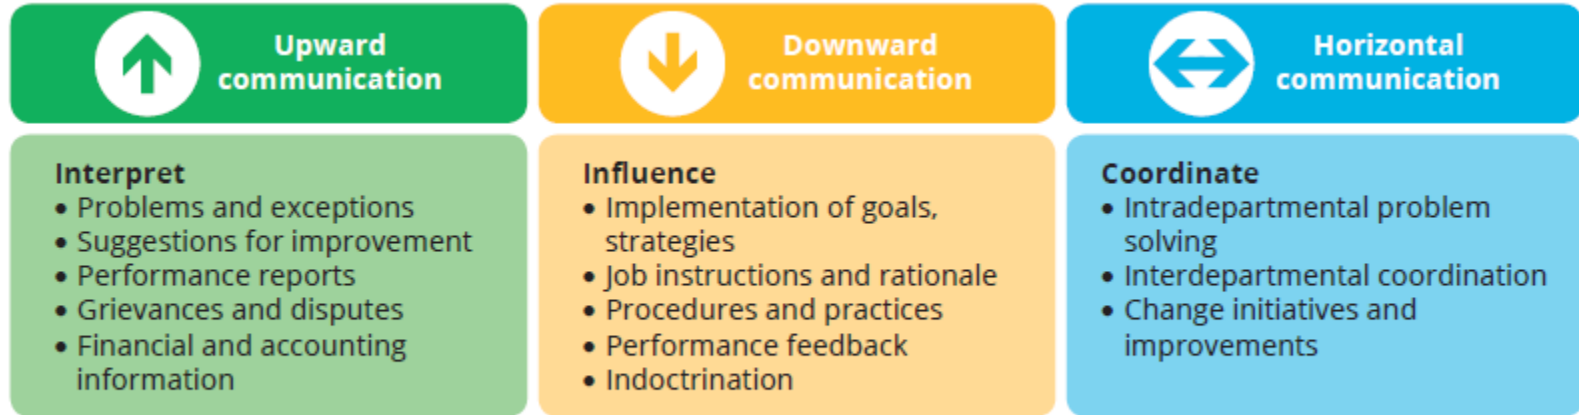 Upward
communication
Interpret
• Problems and exceptions
• Suggestions for improvement
• Performance reports
• Grievances and disputes
• Financial and accounting
information
Downward
communication
Influence
• Implementation of goals,
strategies
• Job instructions and rationale
• Procedures and practices
• Performance feedback
• Indoctrination
Horizontal
communication
Coordinate
• Intradepartmental problem
solving
• Interdepartmental coordination
• Change initiatives and
improvements